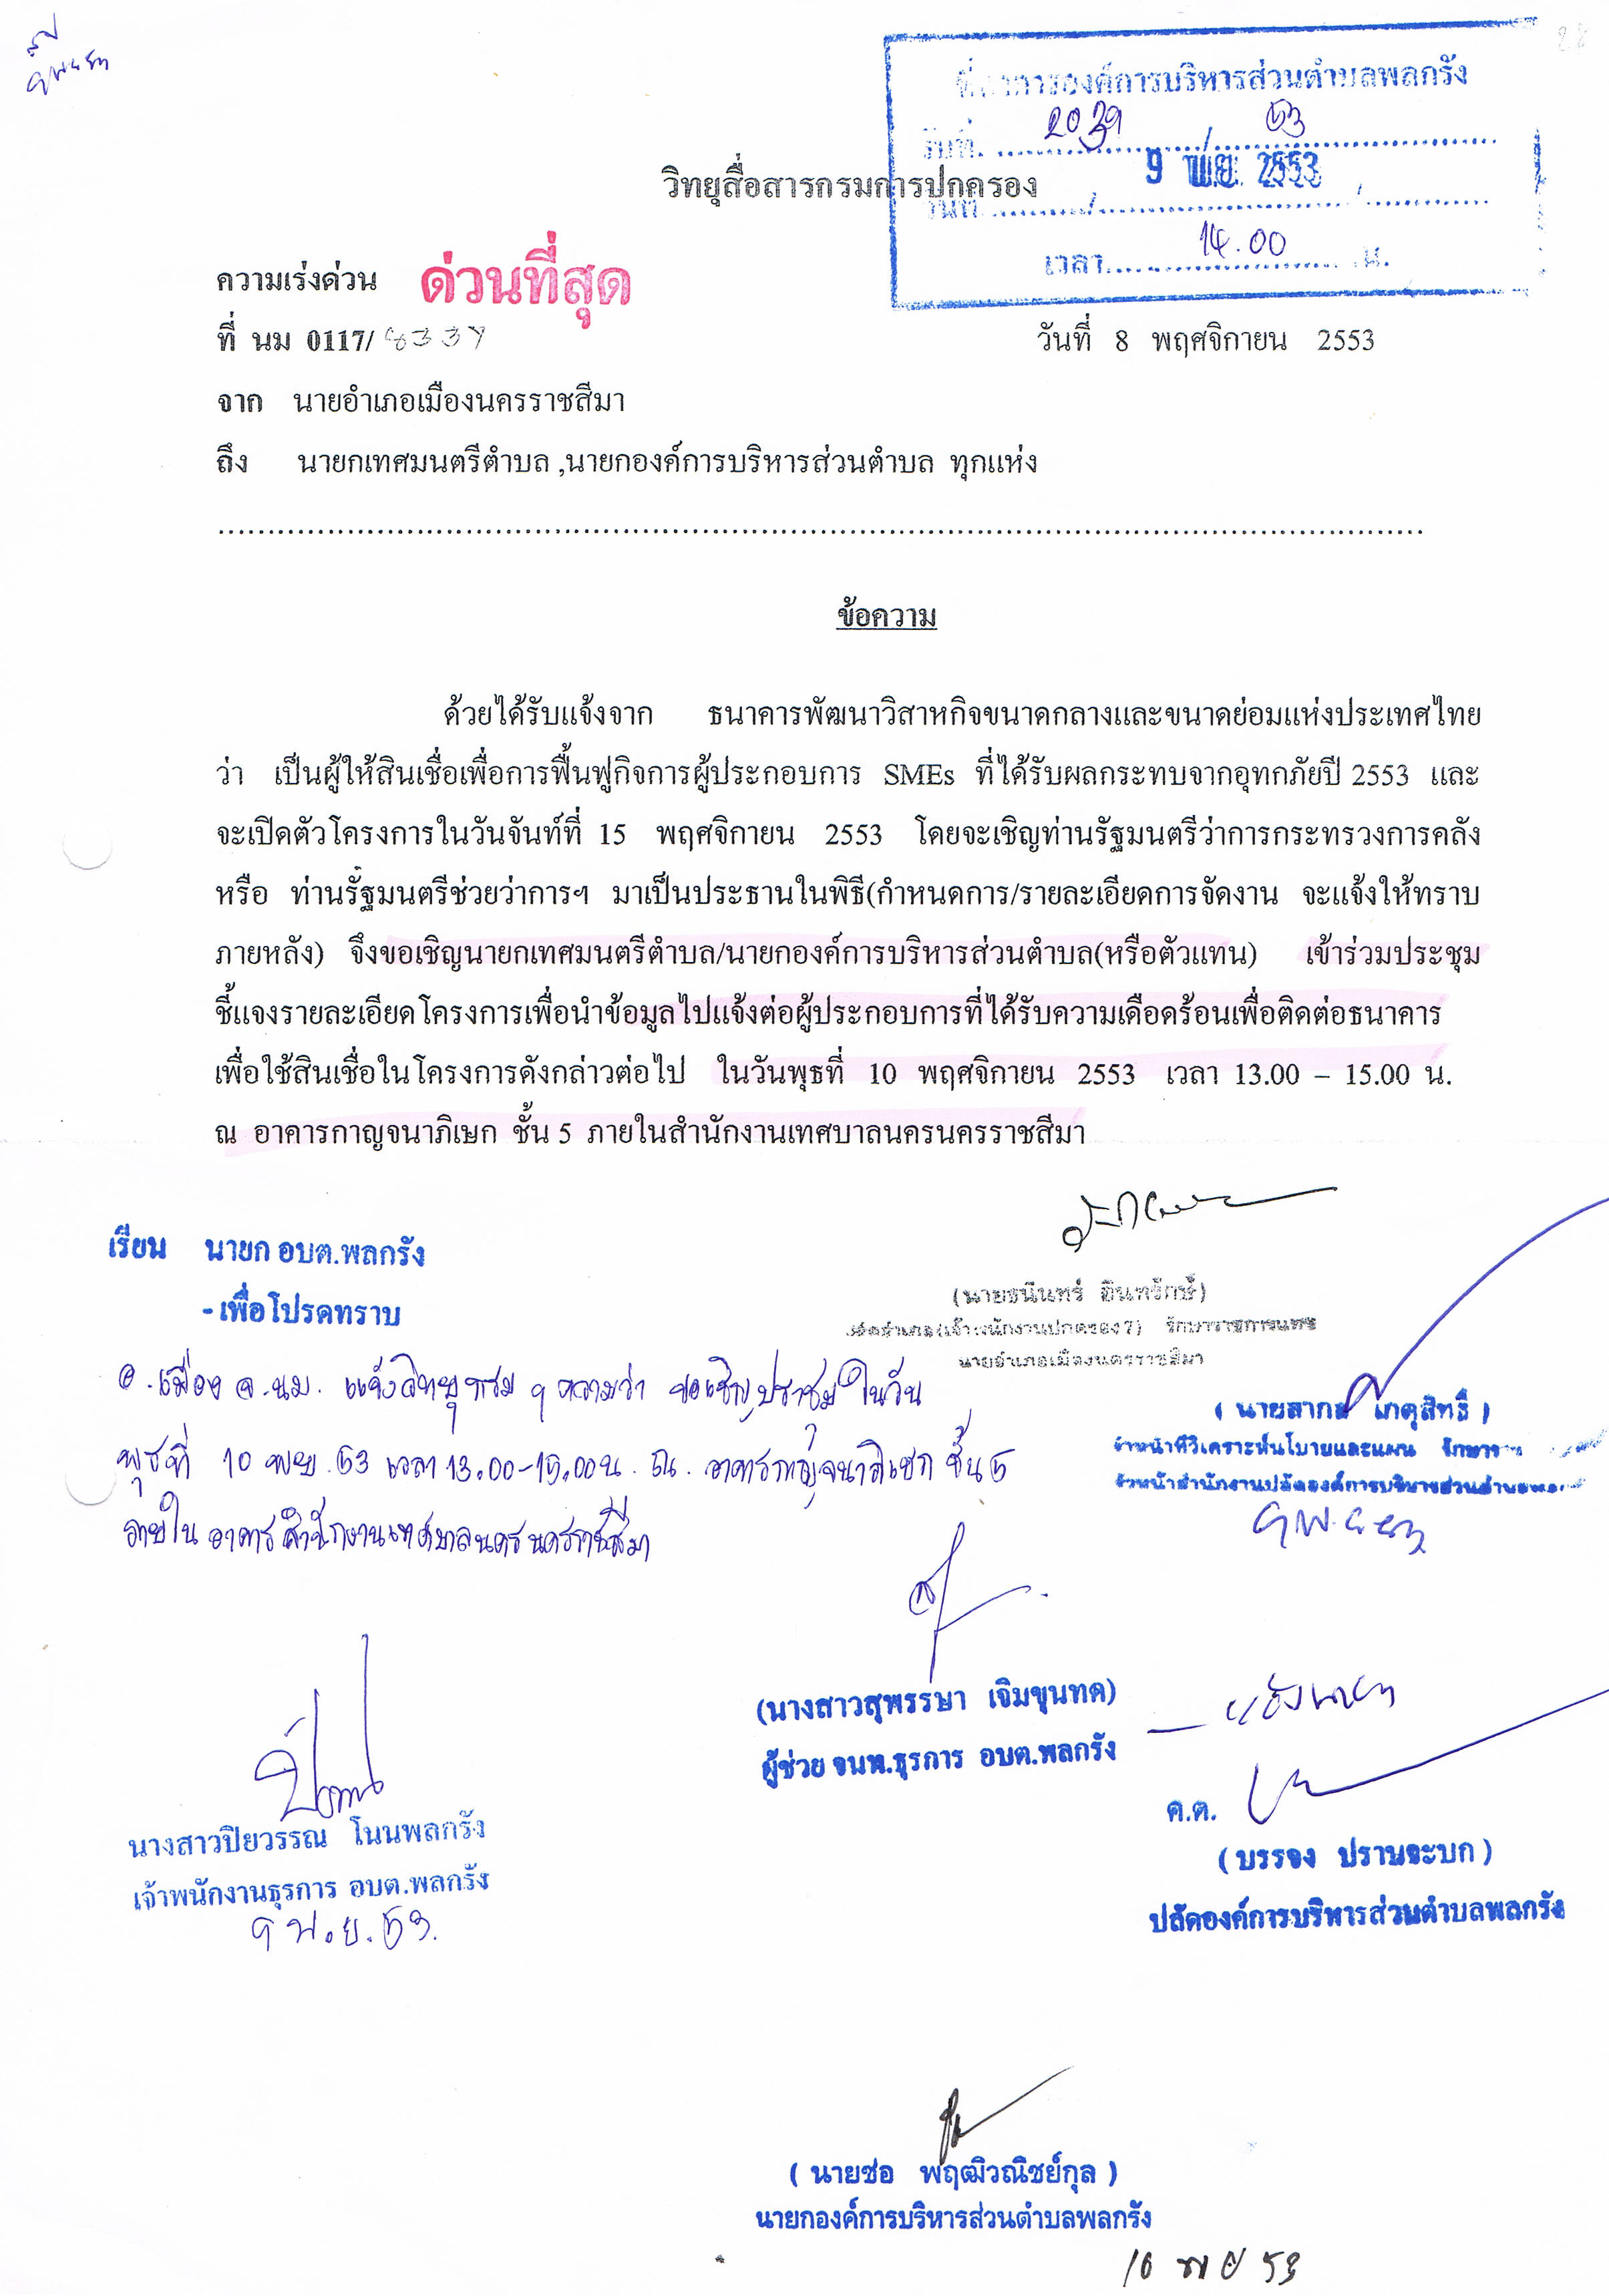 ที่ทำการองค์การบริหารส่วนตำบลพลกรัง
รับที่ 2039 / 53
วันที่ 9 พ.ย. 2553
เวลา 14.00 น.
วิทยุสื่อสารกรมการปกครอง
ความเร่งด่วน ด่วนที่สุด
ที่ นม 0117/8337 วันที่ 8 พฤศจิกายน 2553
จาก นายอำเภอเมืองนครราชสีมา
ถึง นายกเทศมนตรีตำบล ,นายกองค์การบริหารส่วนตำบล ทุกแห่ง
ข้อความ
ด้วยได้รับแจ้งจาก ธนาคารพัฒนาวิสาหกิจขนาดกลางและขนาดย่อมแห่งประเทศไทย
ว่า เป็นผู้ให้สินเชื่อเพื่อการฟื้นฟูกิจการผู้ประกอบการ SMEs ที่ได้รับผลกระทบจากอุทกภัยปี 2553 และ
จะเปิดตัวโครงการในวันจันทร์ที่ 15 พฤศจิกายน 2553 โดยจะเชิญท่านรัฐมนตรีว่าการกระทรวงการคลัง
หรือ ท่านรัฐมนตรีช่วยว่าการฯ มาเป็นประธานในพิธี(กำหนดการ/รายละเอียดการจัดงาน จะแจ้งให้ทราบ
ภายหลัง) จึงขอเชิญนายกเทศมนตรีตำบล/นายกองค์การบริหารส่วนตำบล(หรือตัวแทน) เข้าร่วมประชุม
ชี้แจงรายละเอียดโครงการเพื่อนำข้อมูลไปแจ้งต่อผู้ประกอบการที่ได้รับความเดือดร้อนเพื่อติดต่อธนาคาร
เพื่อใช้สินเชื่อในโครงการดังกล่าวต่อไป ในวันพุธที่ 10 พฤศจิกายน 2553 เวลา 13.00 – 15.00 น.
ณ อาคารกาญจนาภิเษก ชั้น 5 ภายในสำนักงานเทศบาลนครนครราชสีมา
เรียน นายก อบต.พลกรัง
- เพื่อโปรดทราบ
(นายธนินทร์ อินทรักษ์)
ปลัดอำเภอ(เจ้าพนักงานปกครอง7) รักษาราชการแทน
นายอำเภอเมืองนครราชสีมา
อ.เมือง จ.นม. แจ้งวิทยุกรม ฯ ความว่า ขอเชิญประชุมในวัน
พุธที่ 10 พ.ย. 53 เวลา 13.00-15.00 น. ณ. อาคารกาญจนาภิเษก ชั้น 5
ภายใน อาคารสำนักงานเทศบาลนครนครราชสีมา
( นายสากล )
เจ้าหน้าที่วิเคราะห์นโยบายและแผน
หัวหน้าสำนักงานปลัดองค์การบริหารส่วนตำบล
(นางสาวสุพรรษา เจิมขุนทด)
ผู้ช่วย จนท.ธุรการ อบต.พลกรัง
นางสาวปิยวรรณ โนนพลกรัง
เจ้าพนักงานธุรการ อบต.พลกรัง
9 พ.ย. 53.
ค.ต.
( บรรจง ปรานจะบก )
ปลัดองค์การบริหารส่วนตำบลพลกรัง
( นายช่อ พฤฒิวณิชย์กุล )
นายกองค์การบริหารส่วนตำบลพลกรัง
10 พ ย 53